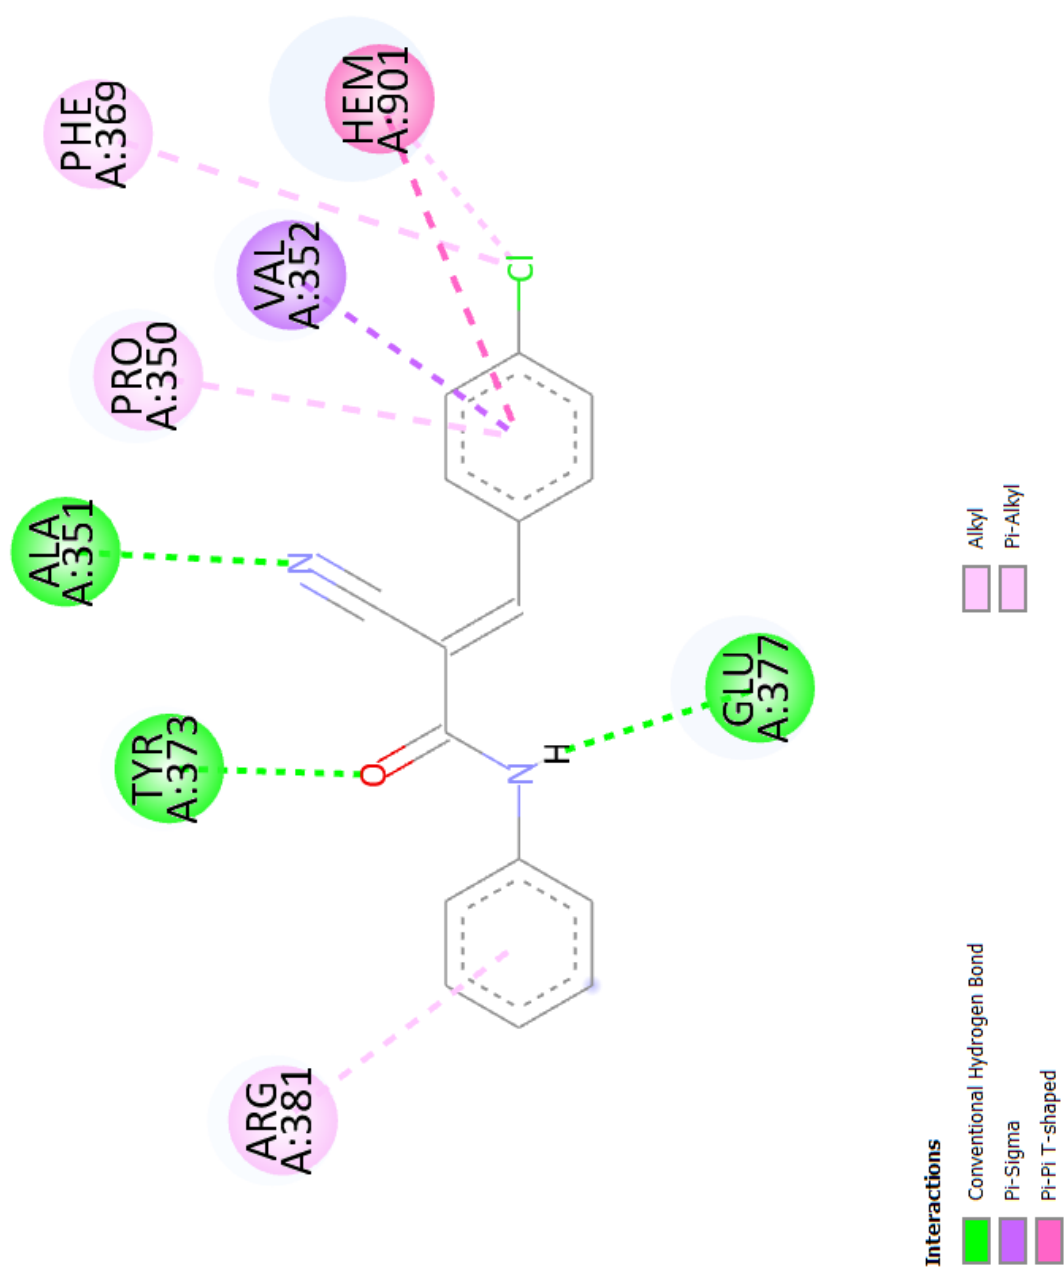 ARG
A:381
TYR
A:373
ALA
A:351
PRO
A:350
VAL
A:352
PHE
A:369
HEM
A:901
N
O
N
H
Cl
GLU
A:377
Interactions
Conventional Hydrogen Bond
Pi-Sigma
Pi-Pi T-shaped
Alkyl
Pi-Alkyl